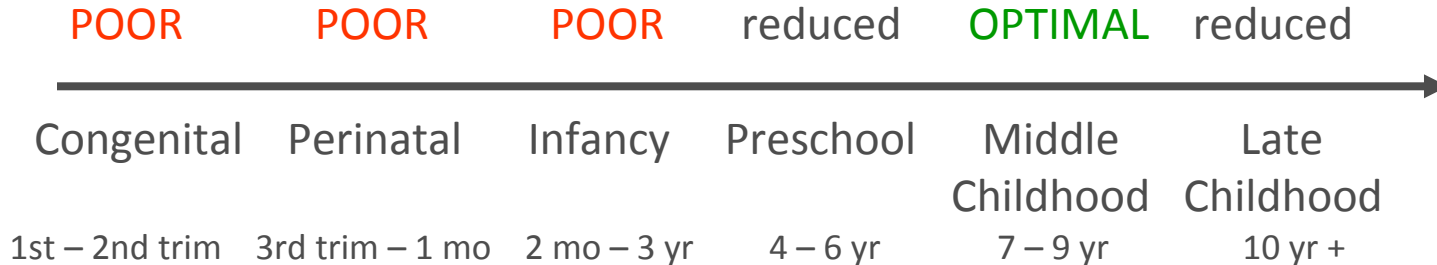 POOR POOR POOR reduced OPTIMAL reduced
Congenital Perinatal Infancy Preschool Middle Late
Childhood Childhood
1st – 2nd trim 3rd trim – 1 mo 2 mo – 3 yr 4 – 6 yr 7 – 9 yr 10 yr +